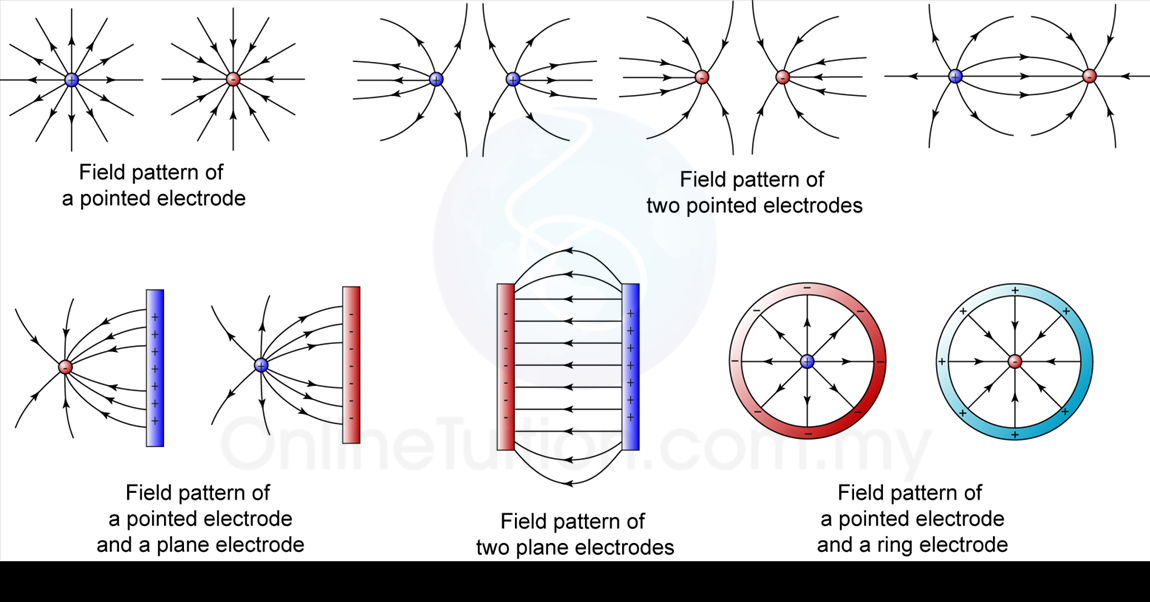 Field pattern of
a pointed electrode
Field pattern of
two pointed electrodes
Field pattern of
a pointed electrode
and a plane electrode
Field pattern of
two plane electrodes
Field pattern of
a pointed electrode
and a ring electrode
OnlineTuition.com.my